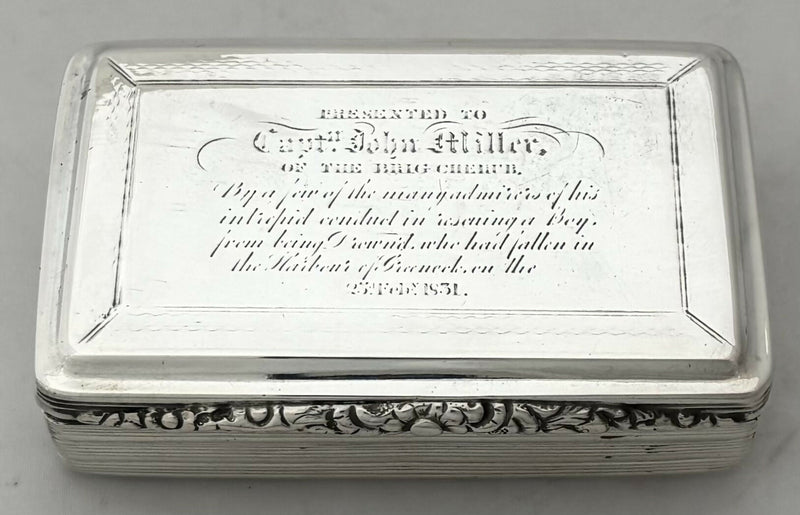 PRESENTED TO
Captn. John Miller,
OF THE BRIG CHERUB,
By a few of the many admirers of his
intrepid conduct in rescuing a Boy,
from being Drown'd, who had fallen in
the Harbour of Greenock, on the
25th Feby. 1831.